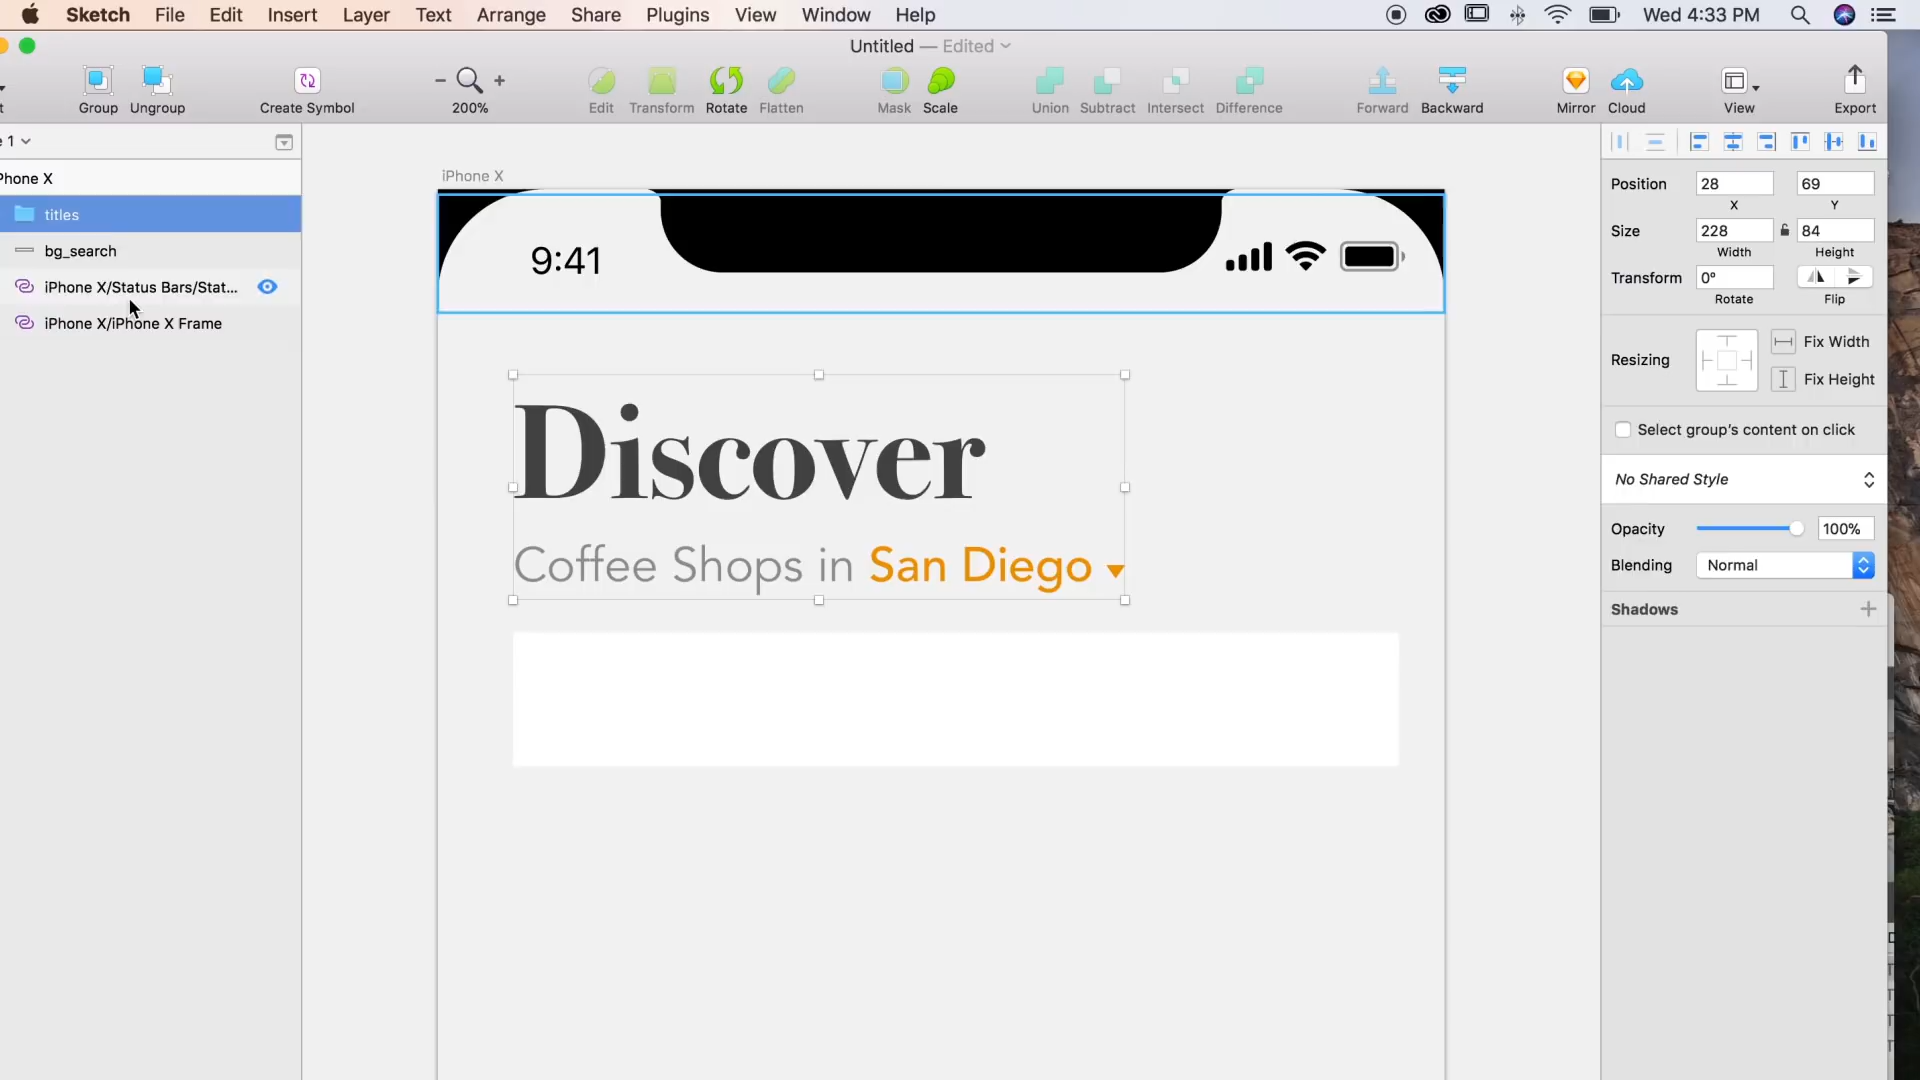 Sketch File Edit Insert Layer Text Arrange Share Plugins View Window Help Wed 4:33 PM
Untitled — Edited
Group Ungroup Create Symbol 200% Edit Transform Rotate Flatten Mask Scale Union Subtract Intersect Difference Forward Backward Mirror Cloud View Export
e 1
Phone X
titles
bg_search
iPhone X/Status Bars/Stat...
iPhone X/iPhone X Frame
iPhone X
9:41
Discover
Coffee Shops in San Diego
Position 28 69
X Y
Size 228 84
Width Height
Transform 0°
Rotate Flip
Resizing
Fix Width
Fix Height
Select group's content on click
No Shared Style
Opacity 100%
Blending Normal
Shadows